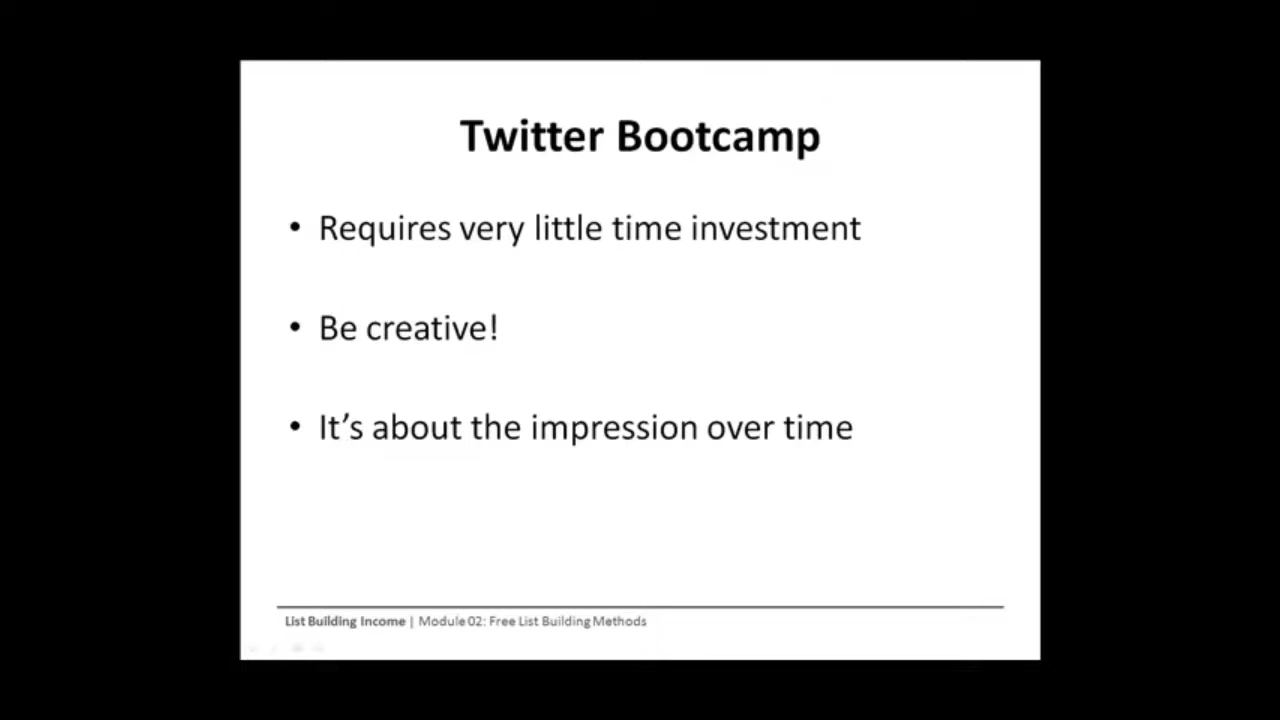 Twitter Bootcamp
• Requires very little time investment
• Be creative!
• It’s about the impression over time
List Building Income | Module 02: Free List Building Methods